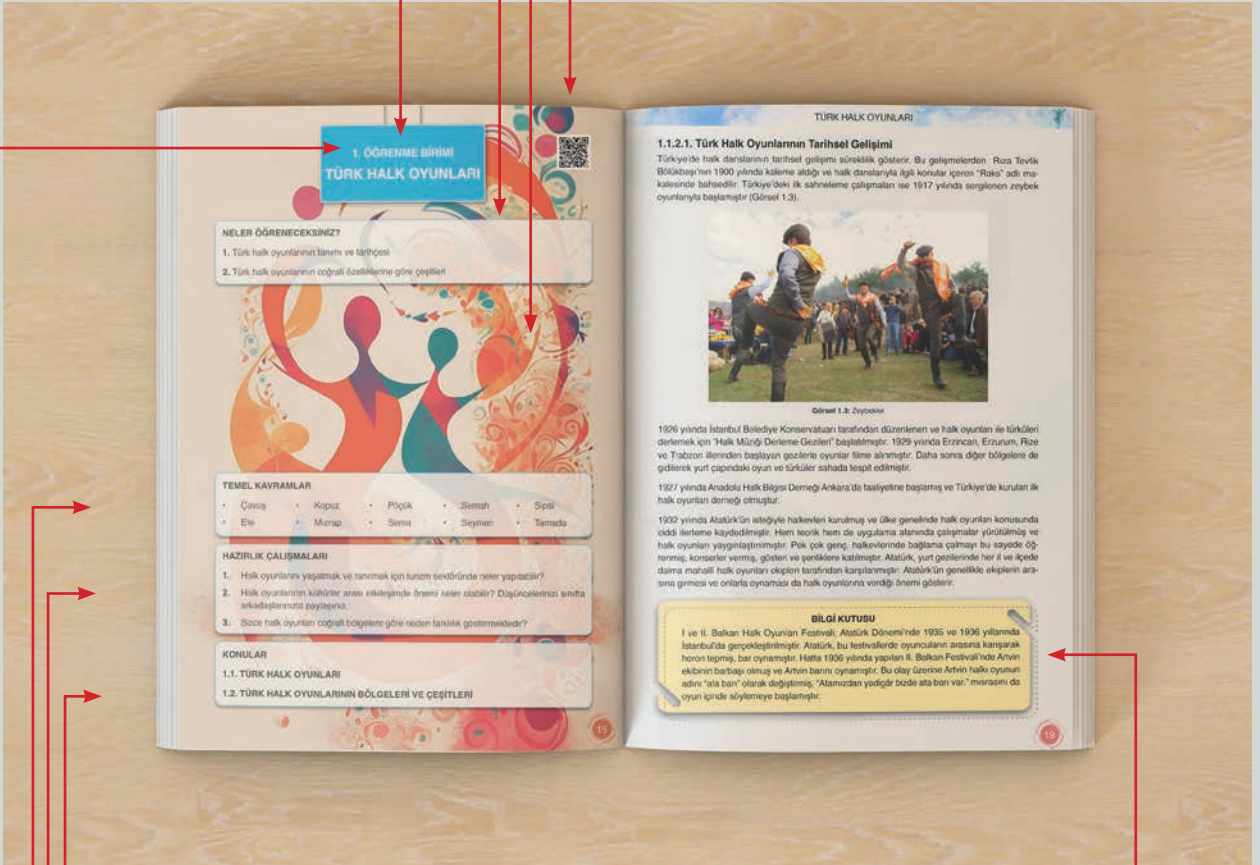 1. ÖĞRENME BİRİMİ
TÜRK HALK OYUNLARI
NELER ÖĞRENECEKSİNİZ?
1. Türk halk oyunlarının tanımı ve tarihçesi
2. Türk halk oyunlarının coğrafi özelliklerine göre çeşitleri
TEMEL KAVRAMLAR
• Çavuş • Kopuz • Pöçük • Semah • Sipsi
• Efe • Mızrap • Sema • Seymen • Tamada
HAZIRLIK ÇALIŞMALARI
1. Halk oyunlarını yaşatmak ve tanıtmak için turizm sektöründe neler yapılabilir?
2. Halk oyunlarının kültürler arası etkileşimde önemi neler olabilir? Düşüncelerinizi sınıfta
arkadaşlarınızla paylaşınız.
3. Sizce halk oyunları coğrafi bölgelere göre neden farklılık göstermektedir?
KONULAR
1.1. TÜRK HALK OYUNLARI
1.2. TÜRK HALK OYUNLARININ BÖLGELERİ VE ÇEŞİTLERİ
15
TÜRK HALK OYUNLARI
1.1.2.1. Türk Halk Oyunlarının Tarihsel Gelişimi
Türkiye'de halk danslarının tarihsel gelişimi süreklilik gösterir. Bu gelişmelerden Rıza Tevfik
Bölükbaşı'nın 1900 yılında kaleme aldığı ve halk danslarıyla ilgili konular içeren "Raks" adlı ma-
kalesinde bahsedilir. Türkiye'deki ilk sahneleme çalışmaları ise 1917 yılında sergilenen zeybek
oyunlarıyla başlamıştır (Görsel 1.3).
Görsel 1.3: Zeybekler
1926 yılında İstanbul Belediye Konservatuarı tarafından düzenlenen ve halk oyunları ile türküleri
derlemek için "Halk Müziği Derleme Gezileri" başlatılmıştır. 1929 yılında Erzincan, Erzurum, Rize
ve Trabzon illerinden başlayan gezilerle oyunlar filme alınmıştır. Daha sonra diğer bölgelere de
gidilerek yurt çapındaki oyun ve türküler sahada tespit edilmiştir.
1927 yılında Anadolu Halk Bilgisi Derneği Ankara'da faaliyetine başlamış ve Türkiye'de kurulan ilk
halk oyunları derneği olmuştur.
1932 yılında Atatürk'ün isteğiyle halkevleri kurulmuş ve ülke genelinde halk oyunları konusunda
ciddi ilerleme kaydedilmiştir. Hem teorik hem de uygulama alanında çalışmalar yürütülmüş ve
halk oyunları yaygınlaştırılmıştır. Pek çok genç, halkevlerinde bağlama çalmayı bu sayede öğ-
renmiş, konserler vermiş, gösteri ve şenliklere katılmıştır. Atatürk, yurt gezilerinde her il ve ilçede
daima mahallî halk oyunları ekipleri tarafından karşılanmıştır. Atatürk'ün genellikle ekiplerin ara-
sına girmesi ve onlarla oynaması da halk oyunlarına verdiği önemi gösterir.
BİLGİ KUTUSU
I ve II. Balkan Halk Oyunları Festivali, Atatürk Dönemi'nde 1935 ve 1936 yıllarında
İstanbul'da gerçekleştirilmiştir. Atatürk, bu festivallerde oyuncuların arasına karışarak
horon tepmiş, bar oynamıştır. Hatta 1936 yılında yapılan II. Balkan Festivali'nde Artvin
ekibinin barbaşı olmuş ve Artvin barını oynamıştır. Bu olay üzerine Artvin halkı oyunun
adını "ata barı" olarak değiştirmiş, "Atamızdan yadigâr bizde ata barı var." mısrasını da
oyun içinde söylemeye başlamıştır.
19